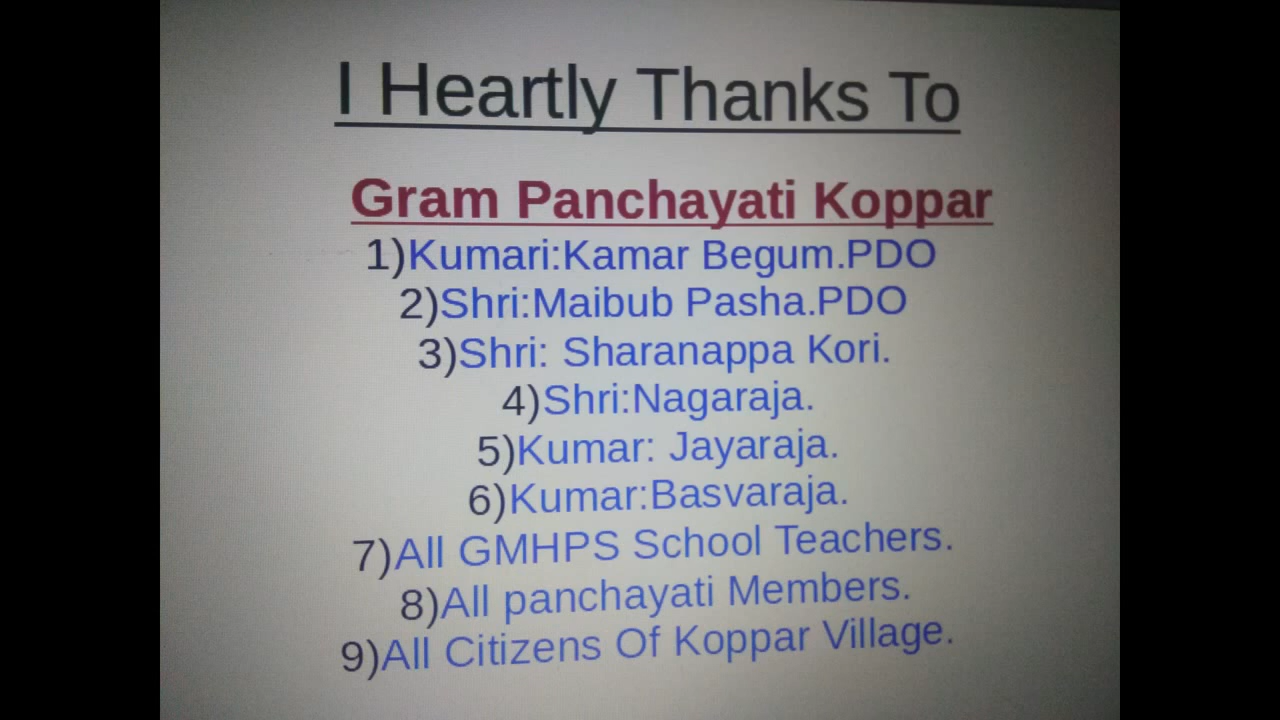 I Heartly Thanks To
Gram Panchayati Koppar
1)Kumari:Kamar Begum.PDO
2)Shri:Maibub Pasha.PDO
3)Shri: Sharanappa Kori.
4)Shri:Nagaraja.
5)Kumar: Jayaraja.
6)Kumar:Basvaraja.
7)All GMHPS School Teachers.
8)All panchayati Members.
9)All Citizens Of Koppar Village.